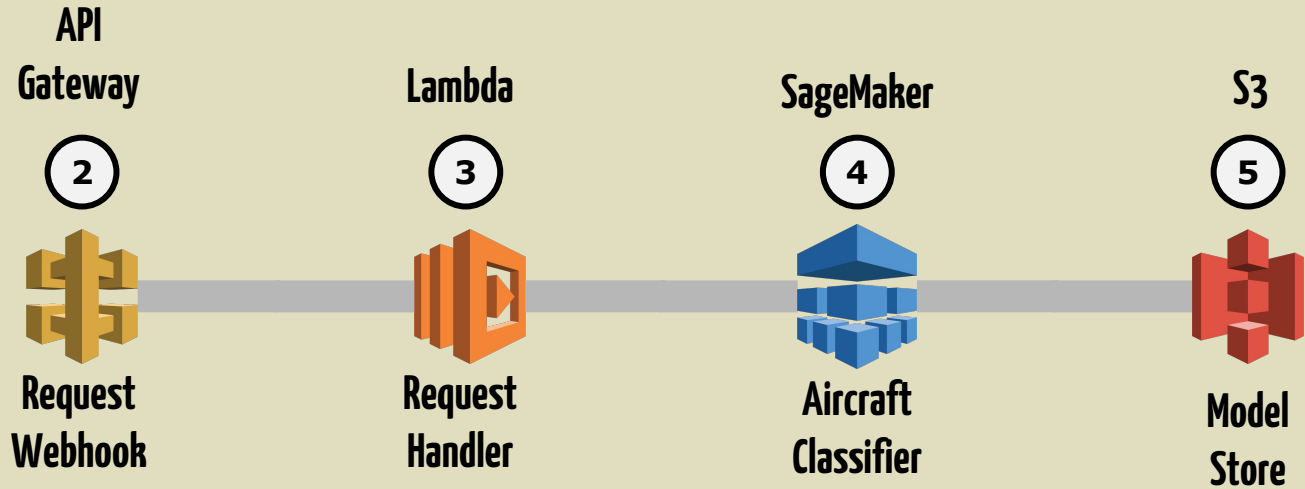 API
Gateway
2
Request
Webhook
Lambda
3
Request
Handler
SageMaker
4
Aircraft
Classifier
S3
5
Model
Store